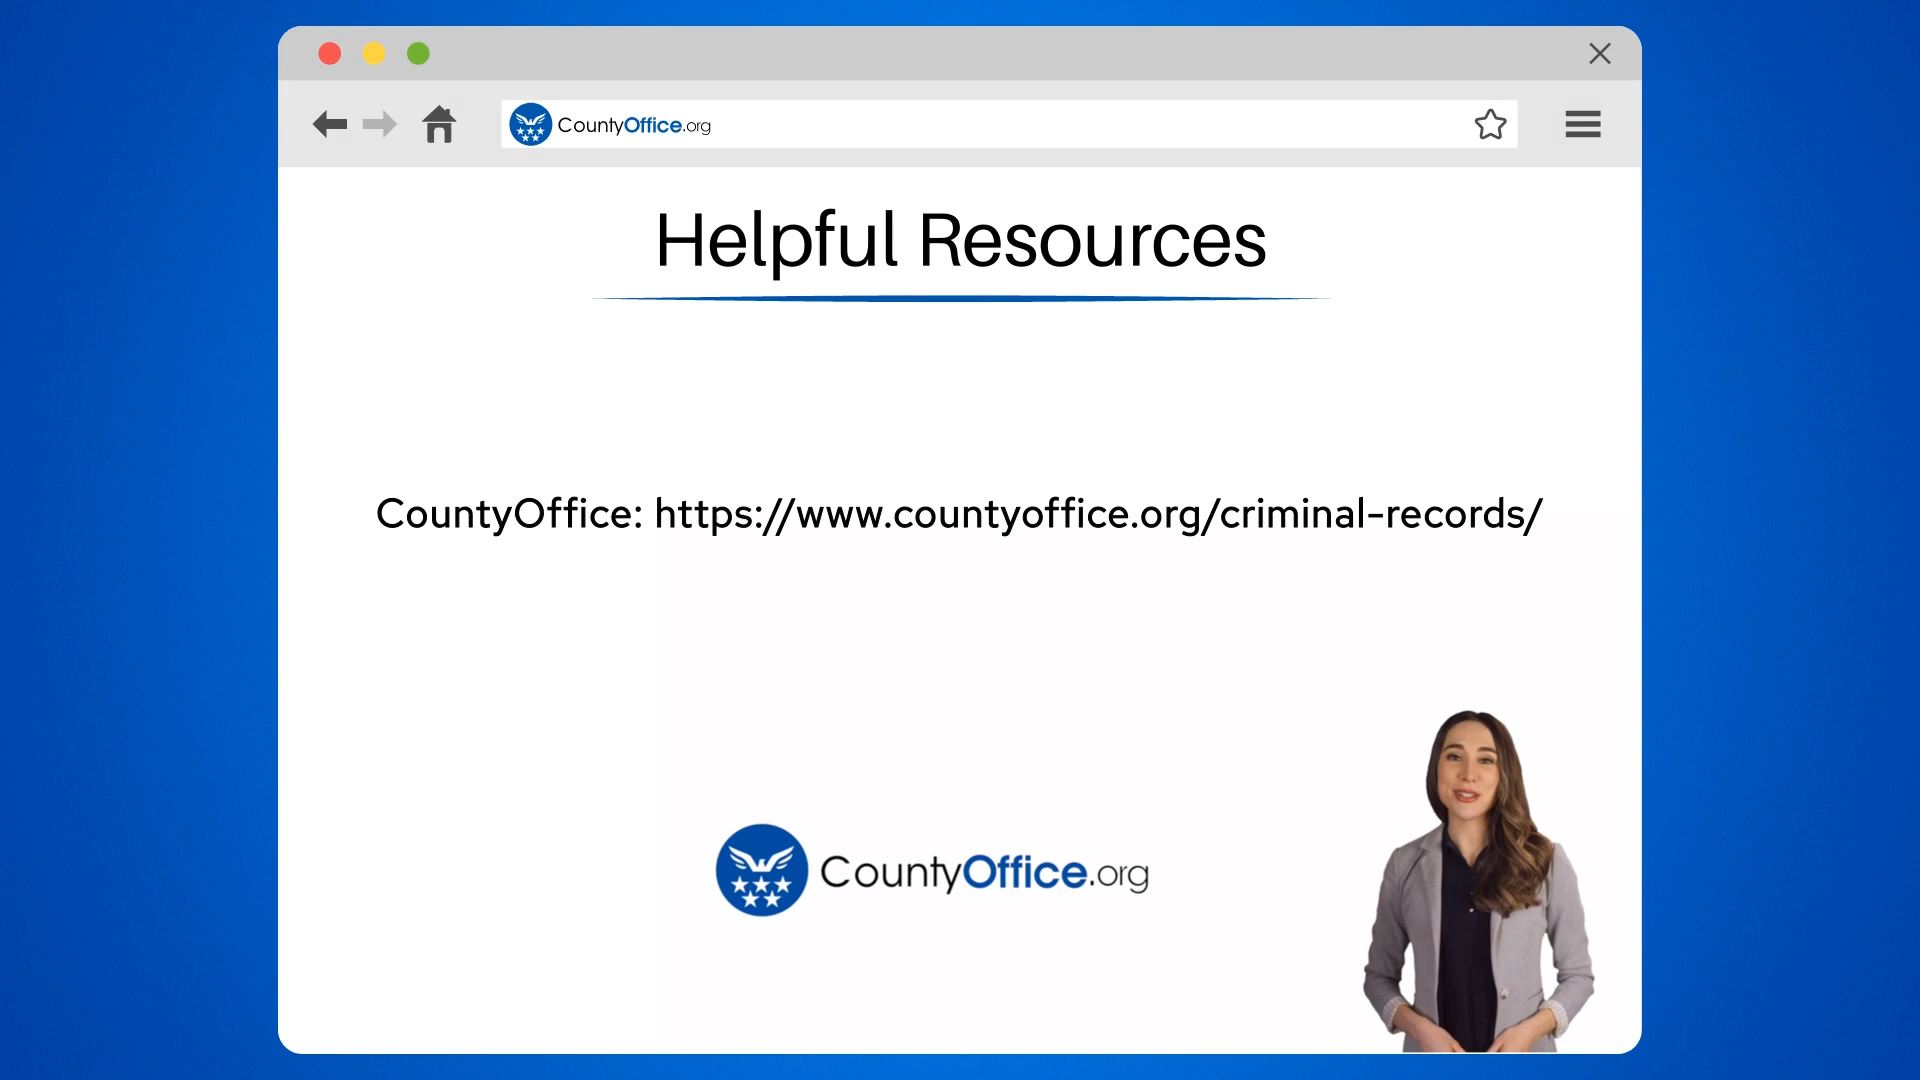 CountyOffice.org
Helpful Resources
CountyOffice: https://www.countyoffice.org/criminal-records/
CountyOffice.org